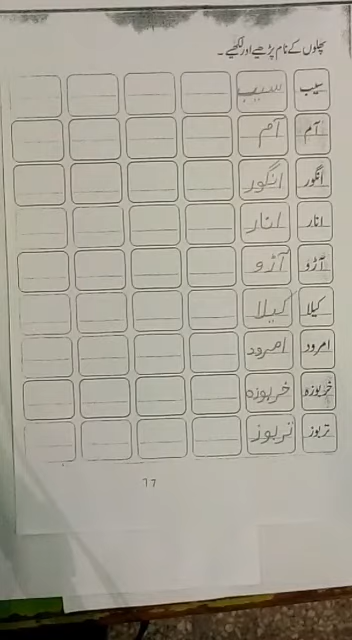 پھلوں کے نام پڑھیے اور لکھیے ۔
سیب سیب
آم آم
انگور انگور
انار انار
آڑو آڑو
کیلا کیلا
امرود امرود
خربوزہ خربوزہ
تربوز تربوز
77